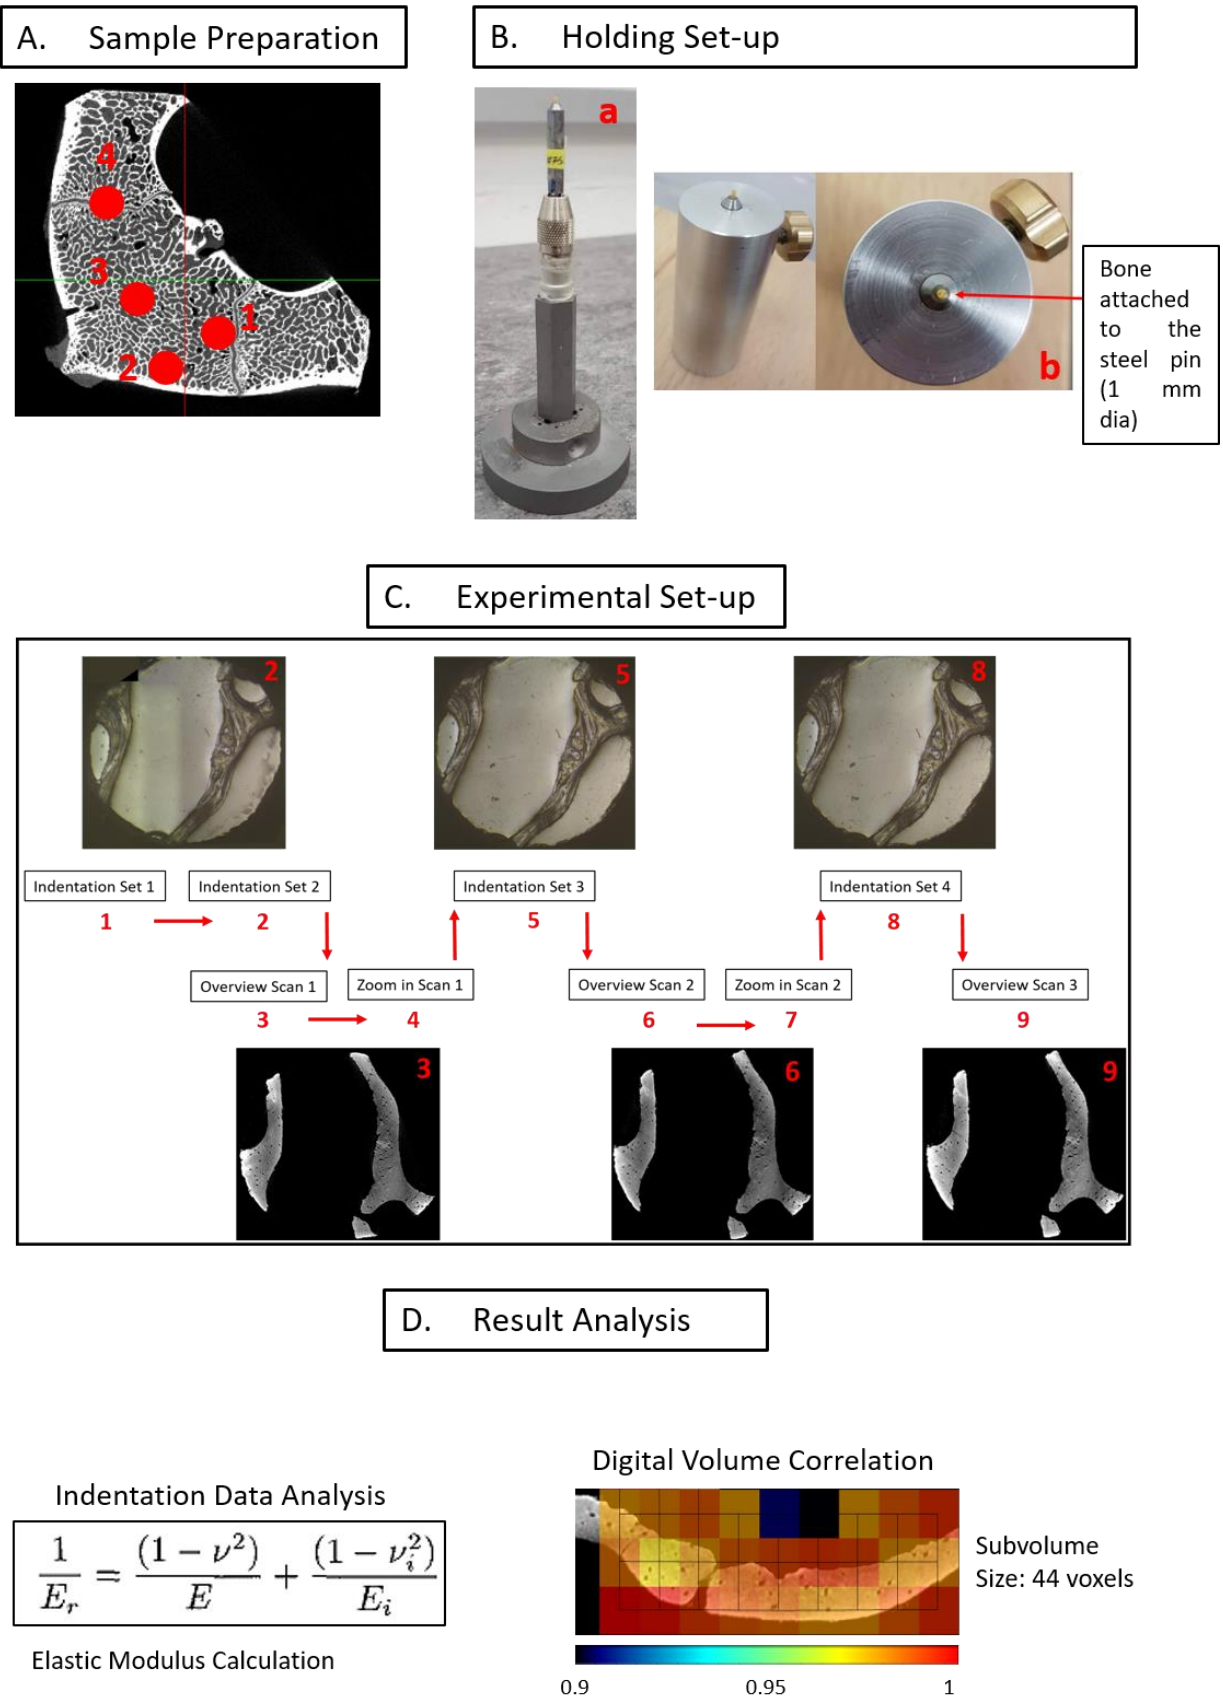 A. Sample Preparation
B. Holding Set-up
4
3
1
2
a
b
Bone
attached
to the
steel pin
(1 mm
dia)
C. Experimental Set-up
2
5
8
Indentation Set 1
Indentation Set 2
Indentation Set 3
Indentation Set 4
1
2
5
8
Overview Scan 1
Zoom in Scan 1
Overview Scan 2
Zoom in Scan 2
Overview Scan 3
3
4
6
7
9
3
6
9
D. Result Analysis
Indentation Data Analysis
1/E_r = (1 − ν²)/E + (1 − ν_i²)/E_i
Elastic Modulus Calculation
Digital Volume Correlation
Subvolume
Size: 44 voxels
0.9 0.95 1